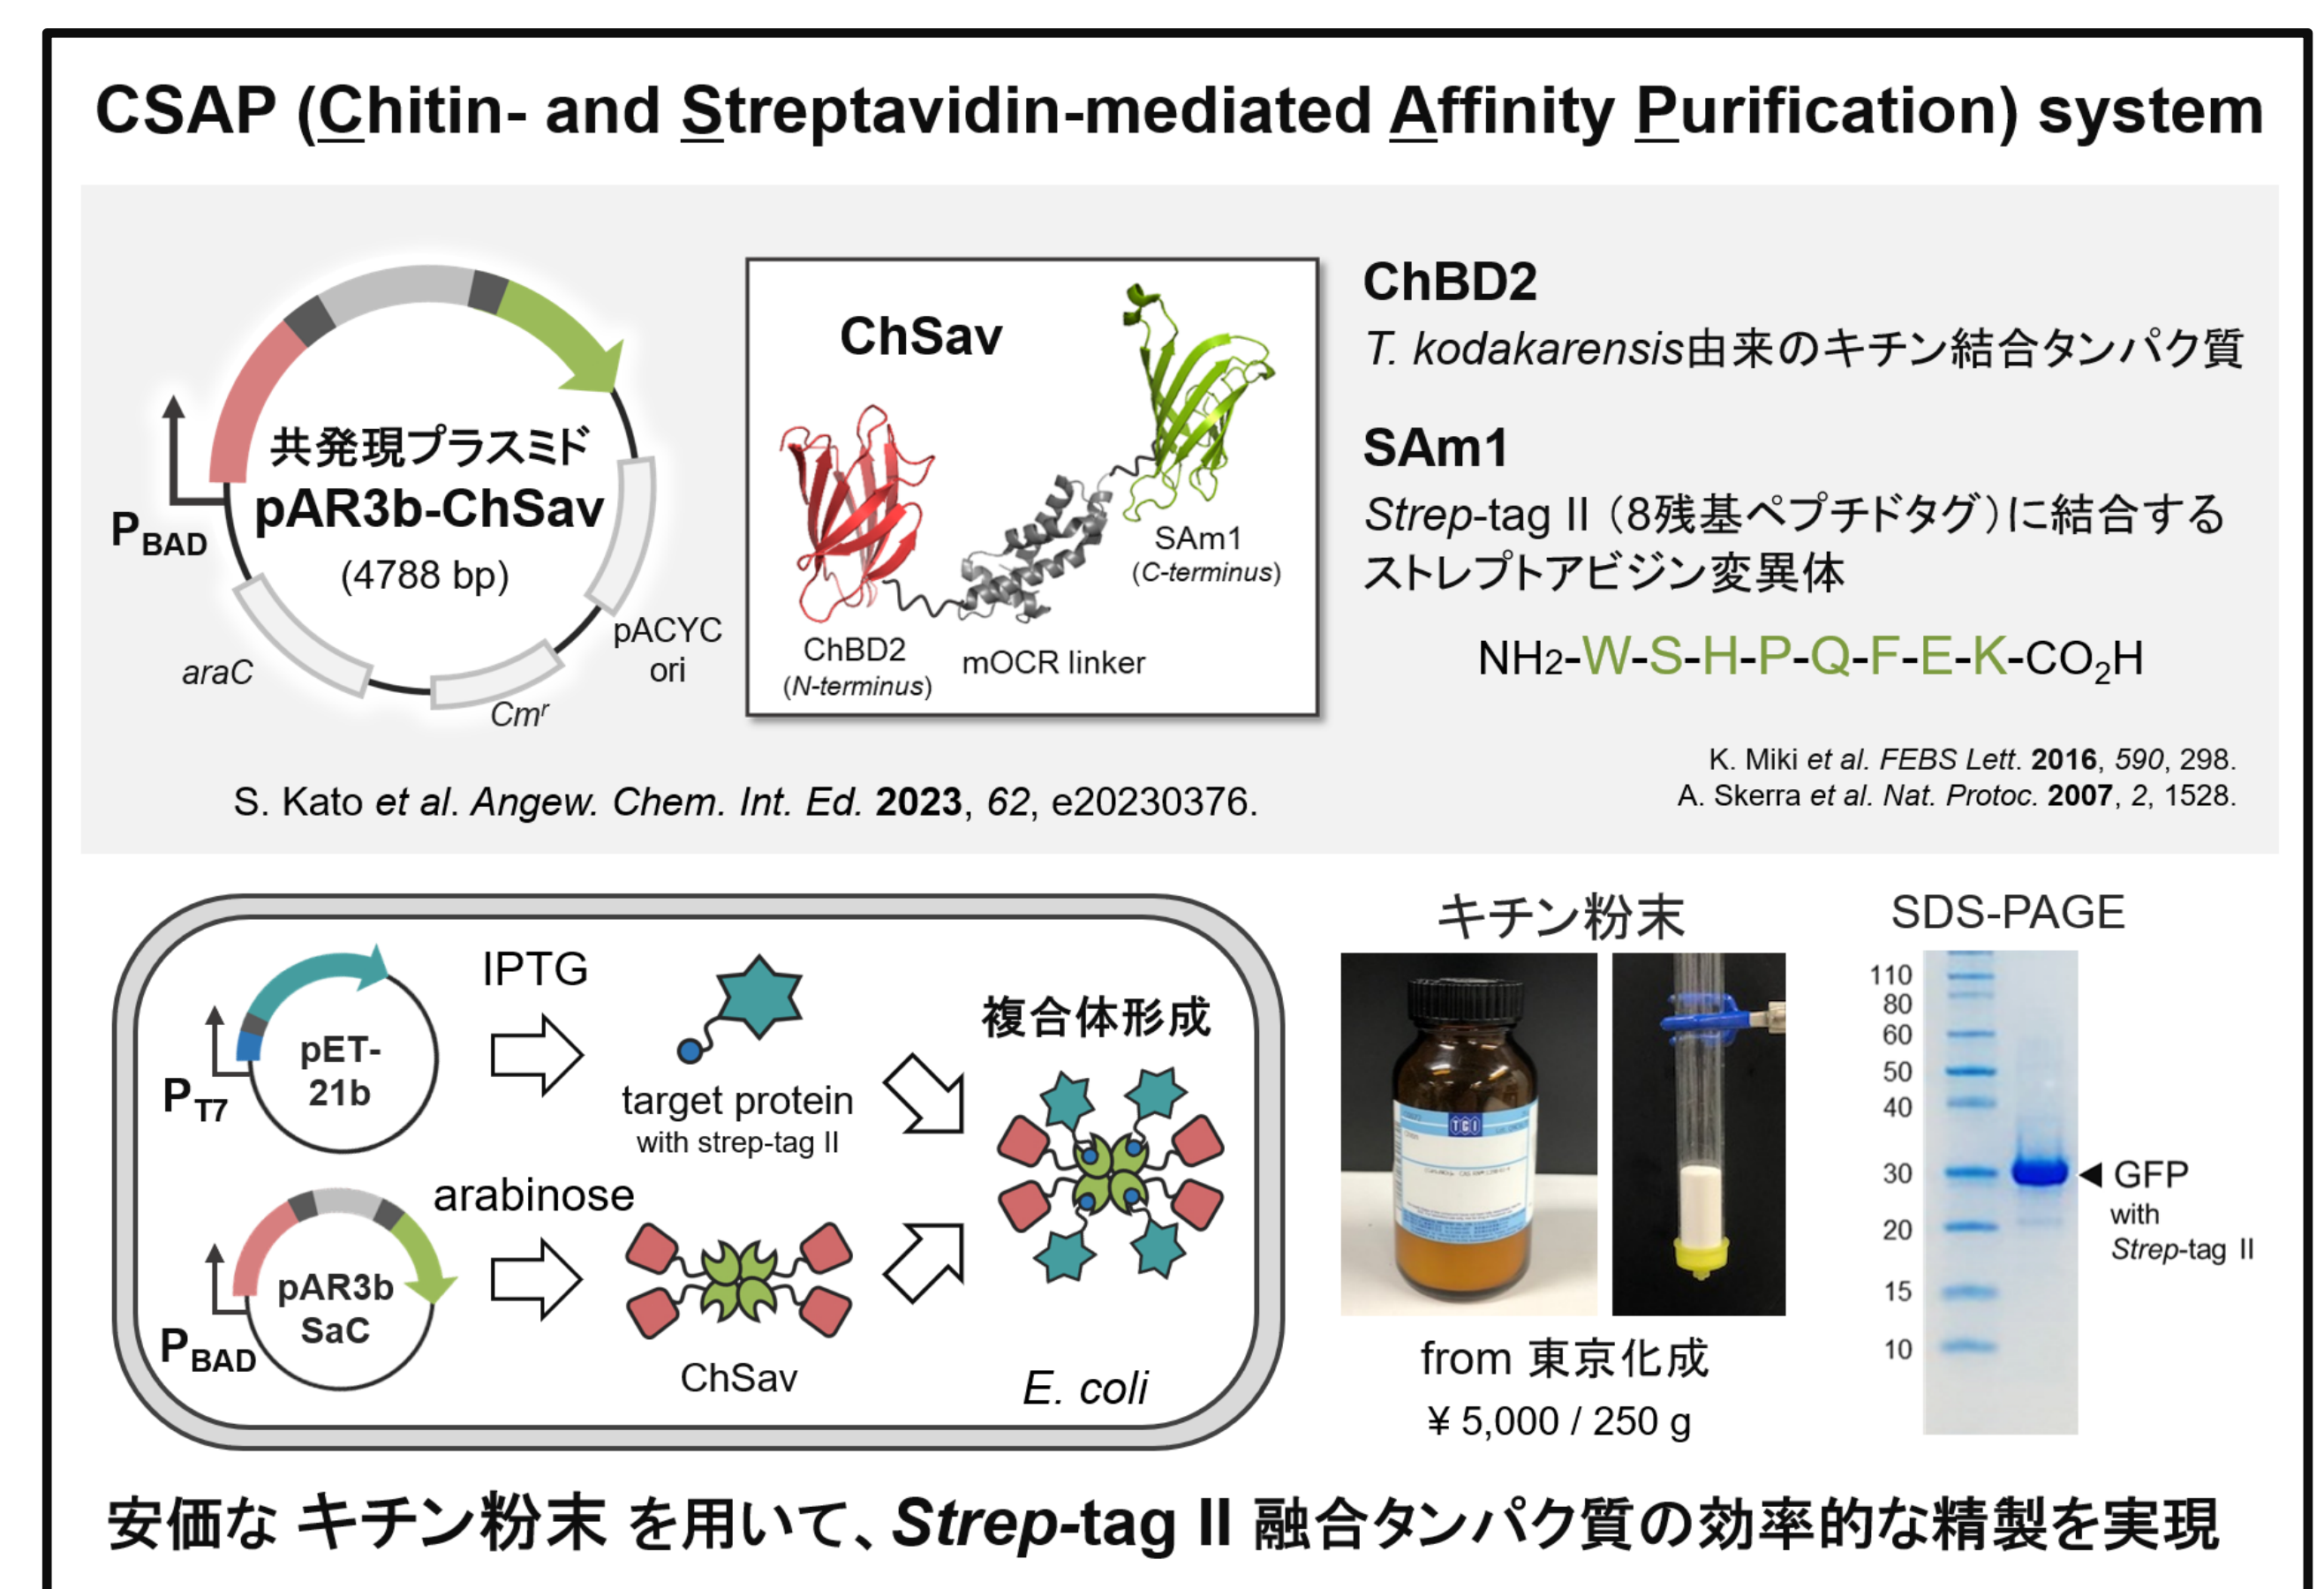 CSAP (Chitin- and Streptavidin-mediated Affinity Purification) system
共発現プラスミド
pAR3b-ChSav
(4788 bp)
PBAD
araC
Cmr
pACYC
ori
ChSav
ChBD2
(N-terminus)
mOCR linker
SAm1
(C-terminus)
S. Kato et al. Angew. Chem. Int. Ed. 2023, 62, e20230376.
ChBD2
T. kodakarensis由来のキチン結合タンパク質
SAm1
Strep-tag II (8残基ペプチドタグ)に結合する
ストレプトアビジン変異体
NH2-W-S-H-P-Q-F-E-K-CO2H
K. Miki et al. FEBS Lett. 2016, 590, 298.
A. Skerra et al. Nat. Protoc. 2007, 2, 1528.
pET-
21b
PT7
IPTG
target protein
with strep-tag II
複合体形成
pAR3b
SaC
PBAD
arabinose
ChSav
E. coli
キチン粉末
TCI
from 東京化成
¥ 5,000 / 250 g
SDS-PAGE
110
80
60
50
40
30
20
15
10
GFP
with
Strep-tag II
安価な キチン粉末 を用いて、Strep-tag II 融合タンパク質の効率的な精製を実現